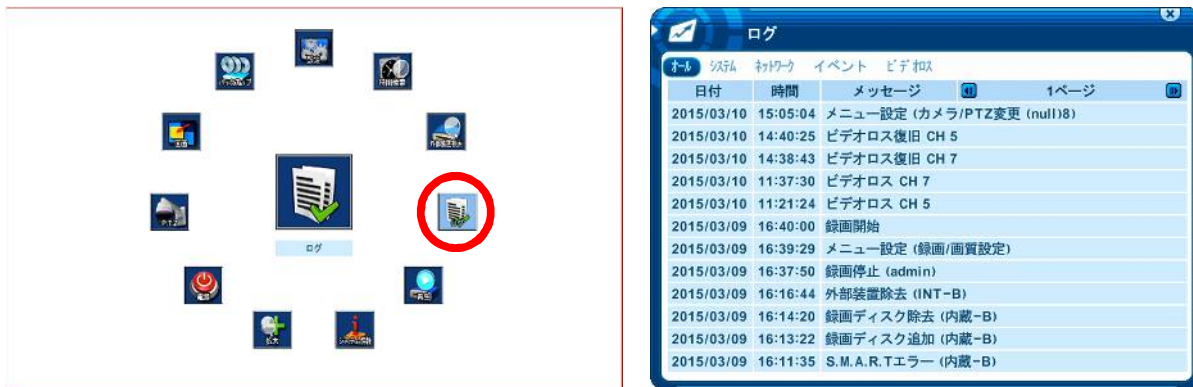 時間検索
P.T.Z
ログ
電源
再生
拡大
ログ
オール システム ネットワーク イベント ビデオロス
日付 時間 メッセージ 1ページ
2015/03/10 15:05:04 メニュー設定 (カメラ/PTZ変更 (null)8)
2015/03/10 14:40:25 ビデオロス復旧 CH 5
2015/03/10 14:38:43 ビデオロス復旧 CH 7
2015/03/10 11:37:30 ビデオロス CH 7
2015/03/10 11:21:24 ビデオロス CH 5
2015/03/09 16:40:00 録画開始
2015/03/09 16:39:29 メニュー設定 (録画/画質設定)
2015/03/09 16:37:50 録画停止 (admin)
2015/03/09 16:16:44 外部装置除去 (INT-B)
2015/03/09 16:14:20 録画ディスク除去 (内蔵-B)
2015/03/09 16:13:22 録画ディスク追加 (内蔵-B)
2015/03/09 16:11:35 S.M.A.R.Tエラー (内蔵-B)